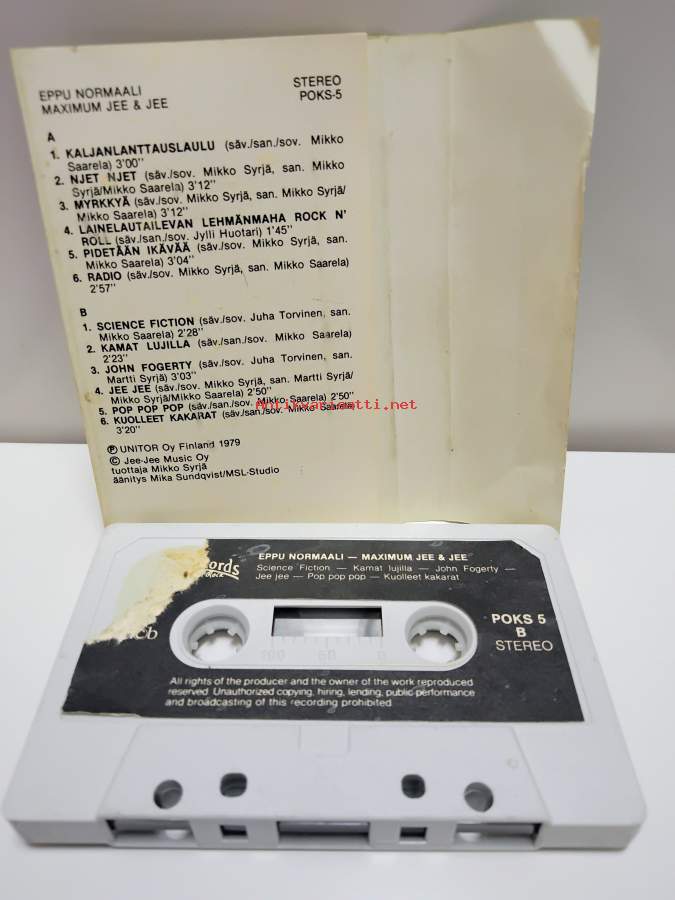 EPPU NORMAALI
MAXIMUM JEE & JEE
STEREO
POKS-5
A
1. KALJANLANTTAUSLAULU (säv./san./sov. Mikko
Saarela) 3'00"
2. NJET NJET (säv./sov. Mikko Syrjä, san. Mikko
Syrjä/Mikko Saarela) 3'12"
3. MYRKKYÄ (säv./sov. Mikko Syrjä, san. Mikko Syrjä/
Mikko Saarela) 3'12"
4. LAINELAUTAILEVAN LEHMÄNMAHA ROCK N'
ROLL (säv./san./sov. Jylli Huotari) 1'45"
5. PIDETÄÄN IKÄVÄÄ (säv./sov. Mikko Syrjä, san.
Mikko Saarela) 3'04"
6. RADIO (säv./sov. Mikko Syrjä, san. Mikko Saarela)
2'57"
B
1. SCIENCE FICTION (säv./sov. Juha Torvinen, san.
Mikko Saarela) 2'28"
2. KAMAT LUJILLA (säv./san./sov. Mikko Saarela)
2'23"
3. JOHN FOGERTY (säv./sov. Juha Torvinen, san.
Martti Syrjä) 3'03"
4. JEE JEE (säv./sov. Mikko Syrjä, san. Martti Syrjä/
Mikko Syrjä/Mikko Saarela) 2'50"
5. POP POP POP (säv./san./sov. Mikko Saarela) 2'50"
6. KUOLLEET KAKARAT (säv./san./sov. Mikko Saarela)
3'20"
Ⓟ UNITOR Oy Finland 1979
© Jee-Jee Music Oy
tuottaja Mikko Syrjä
äänitys Mika Sundqvist/MSL-Studio
Antikvariaatti.net
EPPU NORMAALI — MAXIMUM JEE & JEE
Science Fiction — Kamat lujilla — John Fogerty —
Jee jee — Pop pop pop — Kuolleet kakarat
POKS 5
B
STEREO
ncb
100 50 0
All rights of the producer and the owner of the work reproduced
reserved. Unauthorized copying, hiring, lending, public performance
and broadcasting of this recording prohibited.